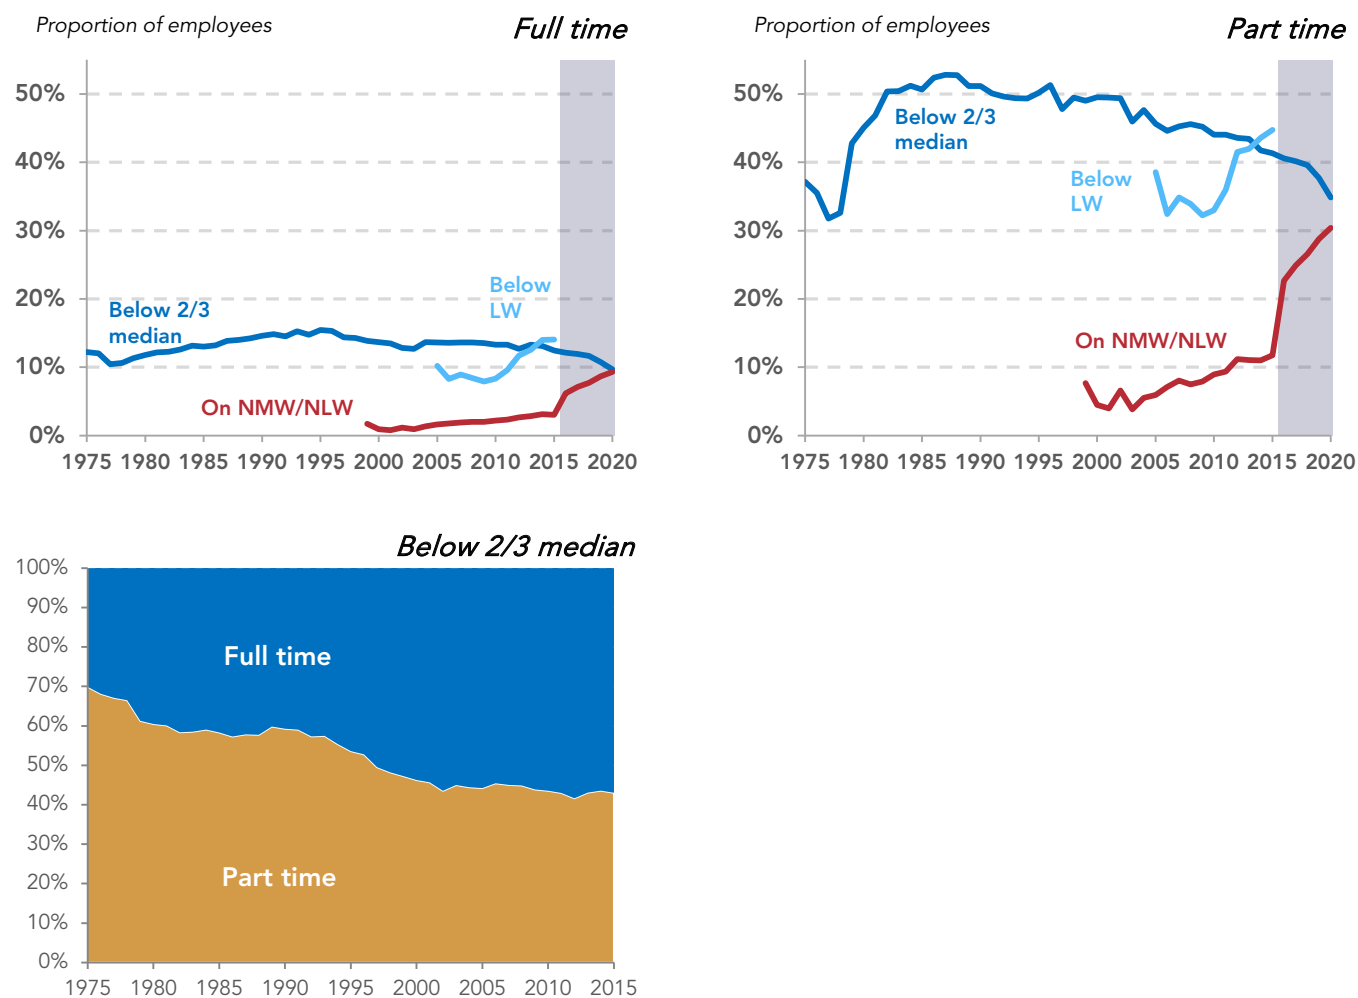 Proportion of employees
Full time
50%
40%
30%
20%
10%
0%
Below 2/3
median
Below
LW
On NMW/NLW
1975 1980 1985 1990 1995 2000 2005 2010 2015 2020
Proportion of employees
Part time
50%
40%
30%
20%
10%
0%
Below 2/3
median
Below
LW
On NMW/NLW
1975 1980 1985 1990 1995 2000 2005 2010 2015 2020
Below 2/3 median
100%
90%
80%
70%
60%
50%
40%
30%
20%
10%
0%
Full time
Part time
1975 1980 1985 1990 1995 2000 2005 2010 2015